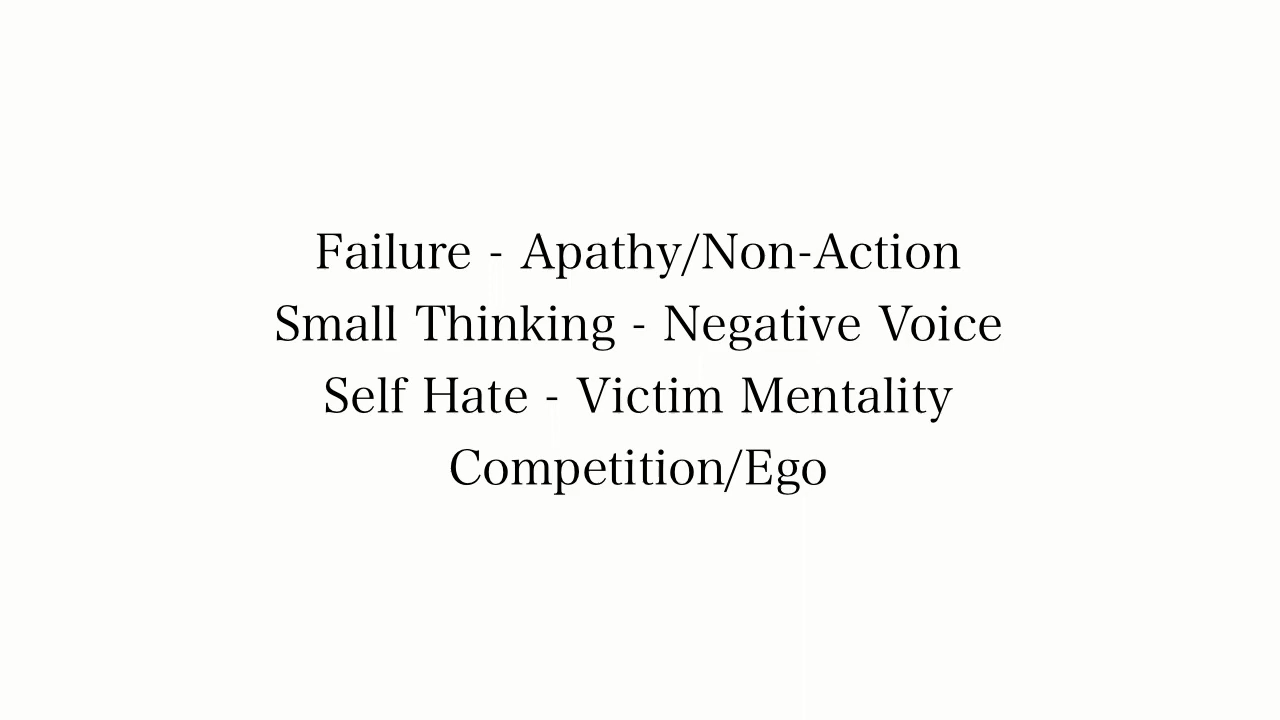 Failure - Apathy/Non-Action
Small Thinking - Negative Voice
Self Hate - Victim Mentality
Competition/Ego